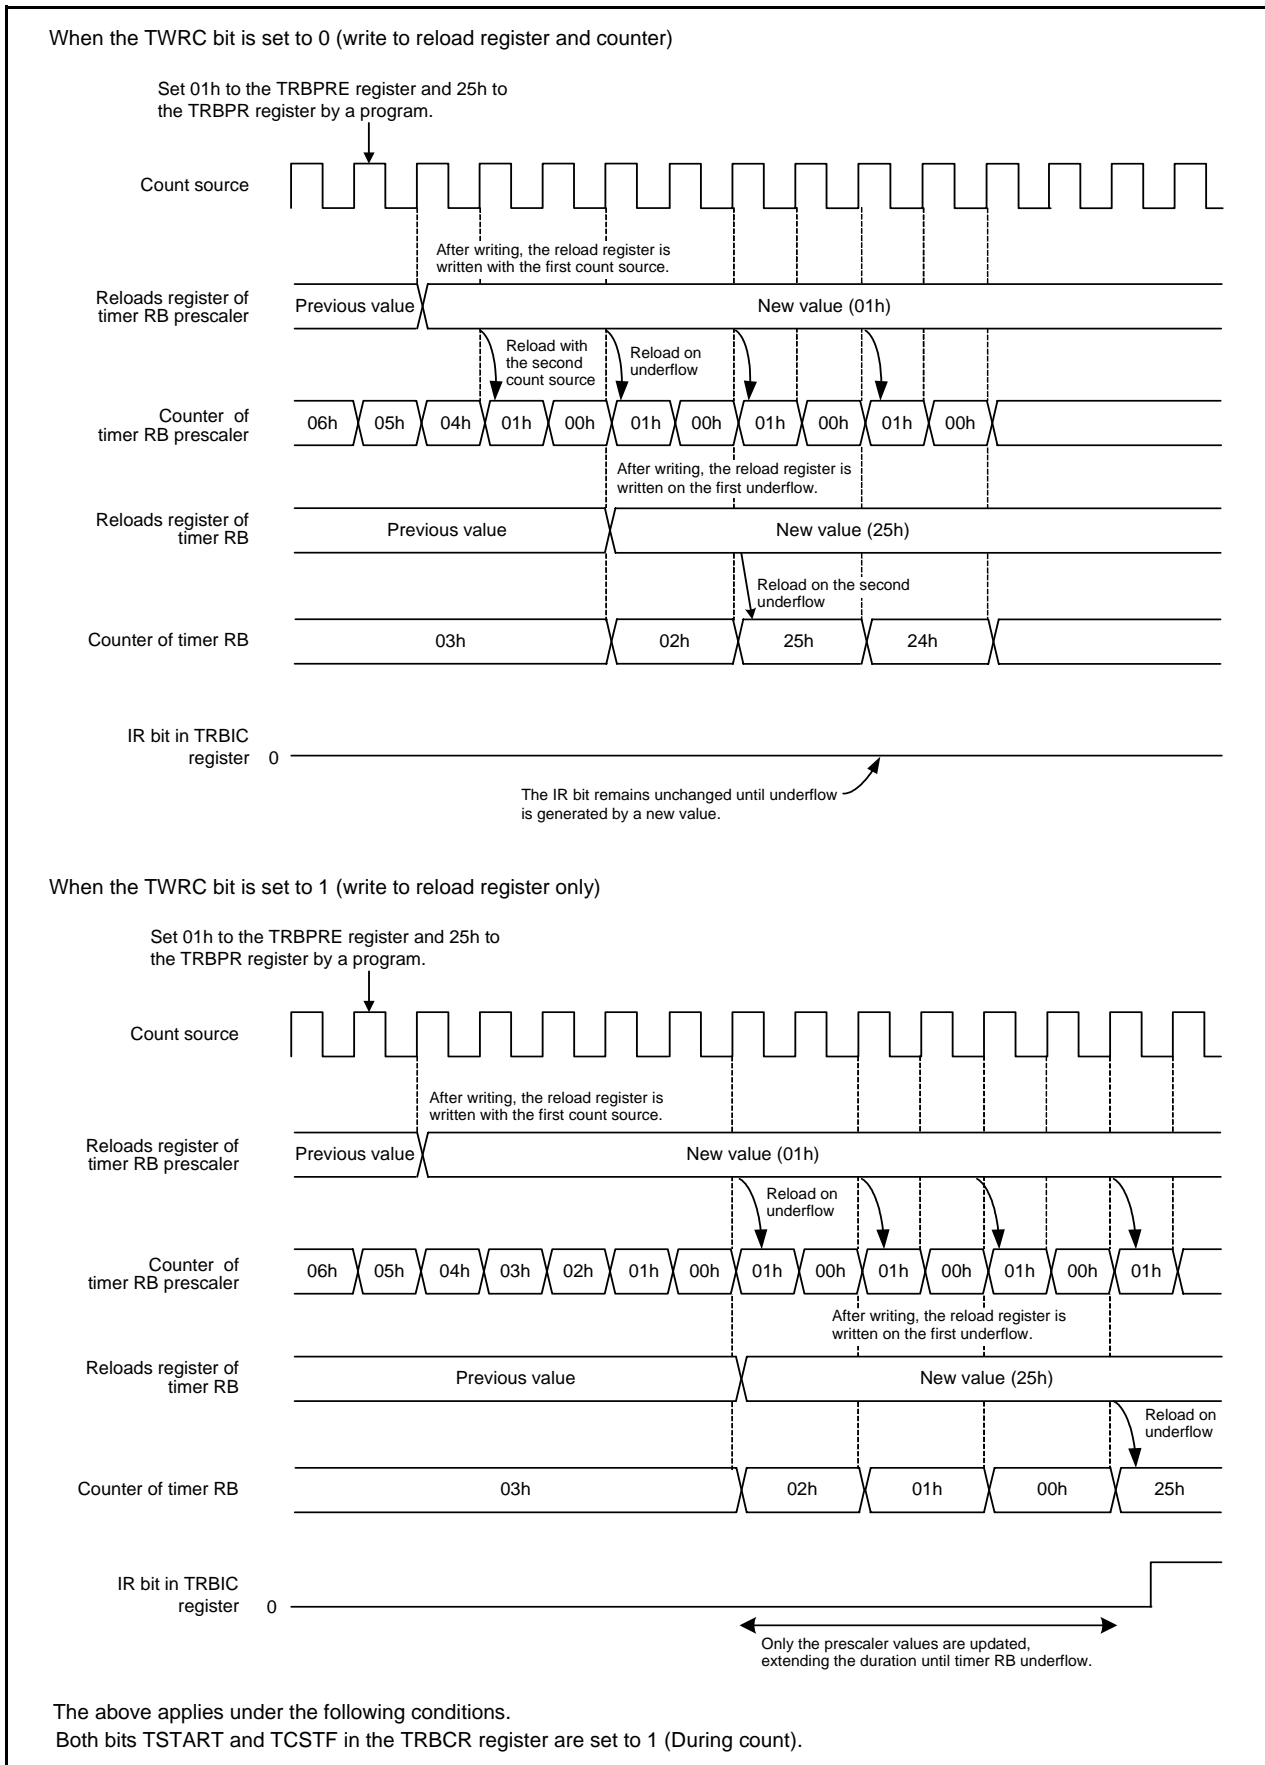 When the TWRC bit is set to 0 (write to reload register and counter)
Set 01h to the TRBPRE register and 25h to
the TRBPR register by a program.
Count source
After writing, the reload register is
written with the first count source.
Reloads register of
timer RB prescaler
Previous value
New value (01h)
Reload with
the second
count source
Reload on
underflow
Counter of
timer RB prescaler
06h 05h 04h 01h 00h 01h 00h 01h 00h 01h 00h
After writing, the reload register is
written on the first underflow.
Reloads register of
timer RB
Previous value
New value (25h)
Reload on the second
underflow
Counter of timer RB
03h 02h 25h 24h
IR bit in TRBIC
register
0
The IR bit remains unchanged until underflow
is generated by a new value.
When the TWRC bit is set to 1 (write to reload register only)
Set 01h to the TRBPRE register and 25h to
the TRBPR register by a program.
Count source
After writing, the reload register is
written with the first count source.
Reloads register of
timer RB prescaler
Previous value
New value (01h)
Reload on
underflow
Counter of
timer RB prescaler
06h 05h 04h 03h 02h 01h 00h 01h 00h 01h 00h 01h 00h 01h
After writing, the reload register is
written on the first underflow.
Reloads register of
timer RB
Previous value
New value (25h)
Reload on
underflow
Counter of timer RB
03h 02h 01h 00h 25h
IR bit in TRBIC
register
0
Only the prescaler values are updated,
extending the duration until timer RB underflow.
The above applies under the following conditions.
Both bits TSTART and TCSTF in the TRBCR register are set to 1 (During count).